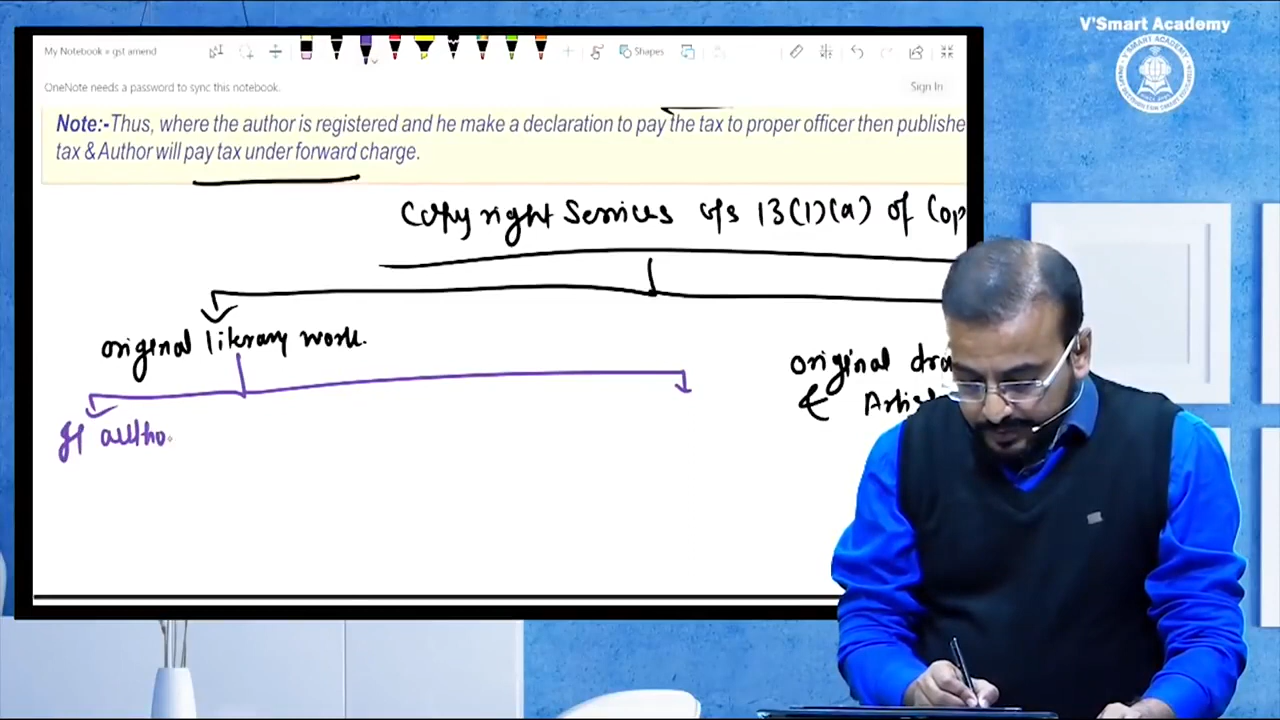 V'Smart Academy
My Notebook » gst amend
Shapes
OneNote needs a password to sync this notebook.
Sign In
Note:-Thus, where the author is registered and he make a declaration to pay the tax to proper officer then publishe
tax & Author will pay tax under forward charge.
Copyright Services u/s 13(1)(a) of Cop
original literary work.
original dra
& Artis
If autho